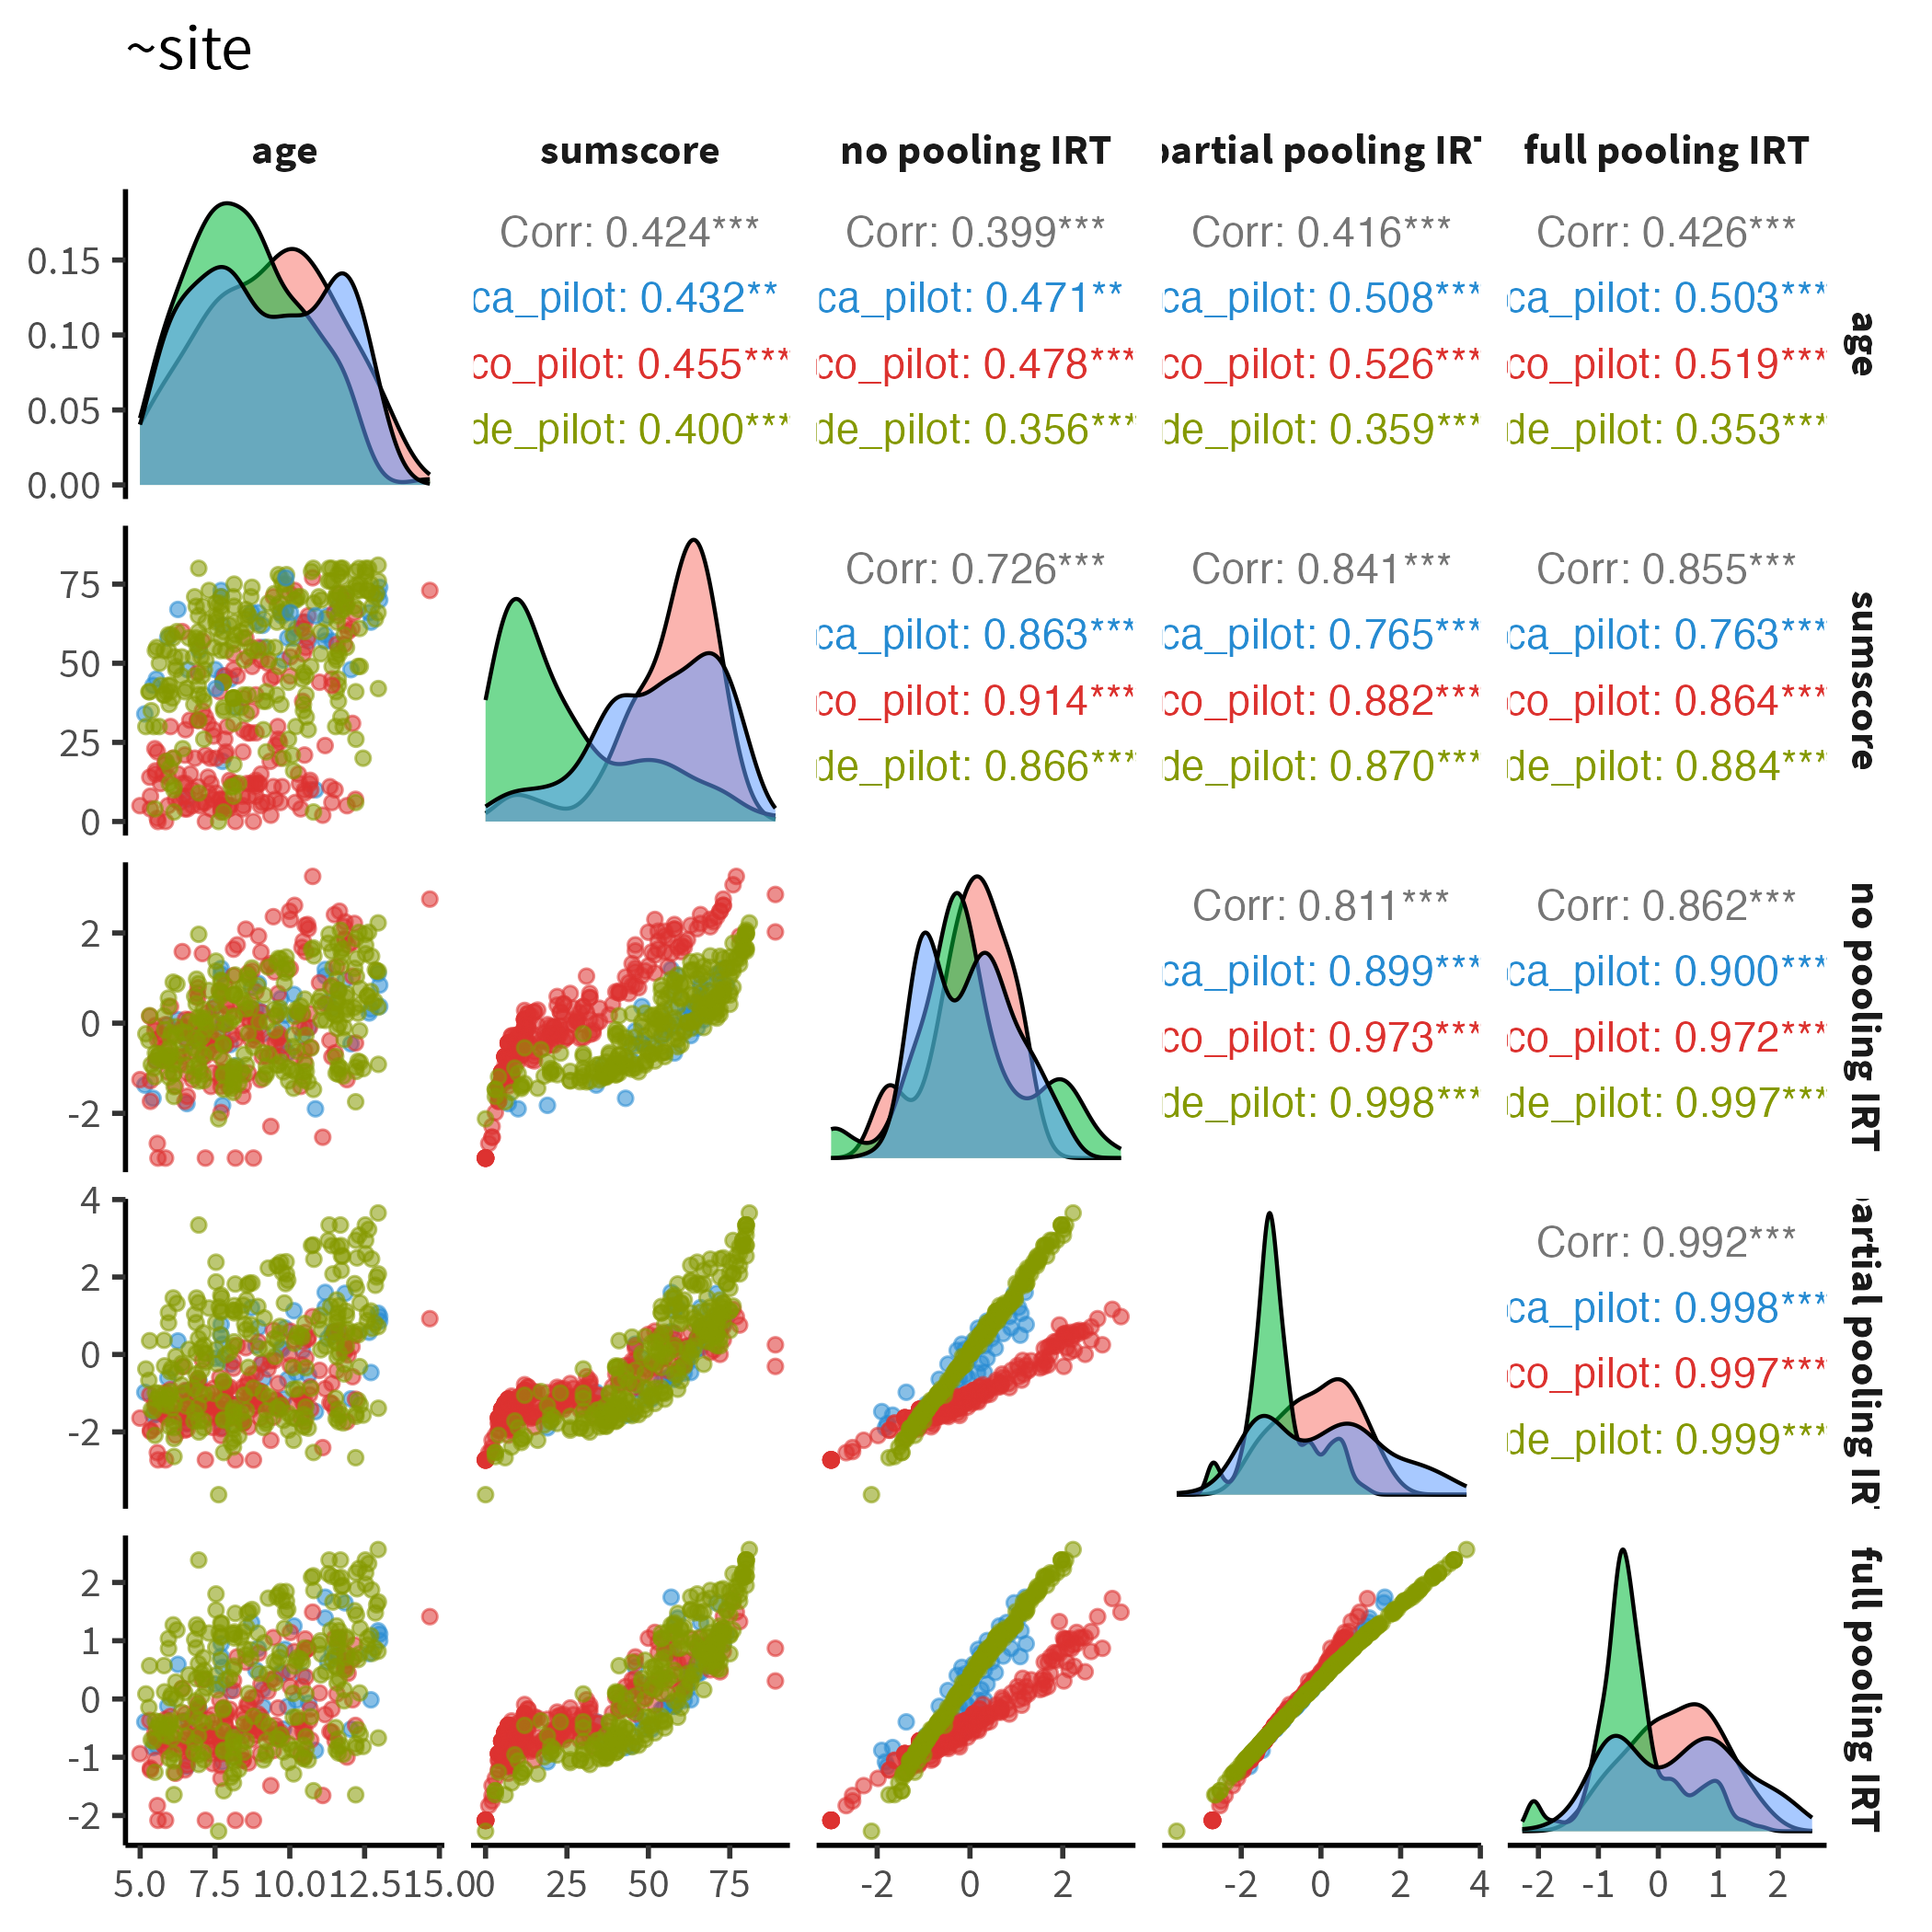 ~site
age sumscore no pooling IRT partial pooling IRT full pooling IRT
0.15
0.10
0.05
0.00
Corr: 0.424***
ca_pilot: 0.432**
co_pilot: 0.455***
de_pilot: 0.400***
Corr: 0.399***
ca_pilot: 0.471**
co_pilot: 0.478***
de_pilot: 0.356***
Corr: 0.416***
ca_pilot: 0.508***
co_pilot: 0.526***
de_pilot: 0.359***
Corr: 0.426***
ca_pilot: 0.503***
co_pilot: 0.519***
de_pilot: 0.353***
age
75
50
25
0
Corr: 0.726***
ca_pilot: 0.863***
co_pilot: 0.914***
de_pilot: 0.866***
Corr: 0.841***
ca_pilot: 0.765***
co_pilot: 0.882***
de_pilot: 0.870***
Corr: 0.855***
ca_pilot: 0.763***
co_pilot: 0.864***
de_pilot: 0.884***
sumscore
2
0
-2
Corr: 0.811***
ca_pilot: 0.899***
co_pilot: 0.973***
de_pilot: 0.998***
Corr: 0.862***
ca_pilot: 0.900***
co_pilot: 0.972***
de_pilot: 0.997***
no pooling IRT
4
2
0
-2
Corr: 0.992***
ca_pilot: 0.998***
co_pilot: 0.997***
de_pilot: 0.999***
partial pooling IRT
2
1
0
-1
-2
full pooling IRT
5.0 7.5 10.0 12.5 15.0
0 25 50 75
-2 0 2
-2 0 2 4
-2 -1 0 1 2